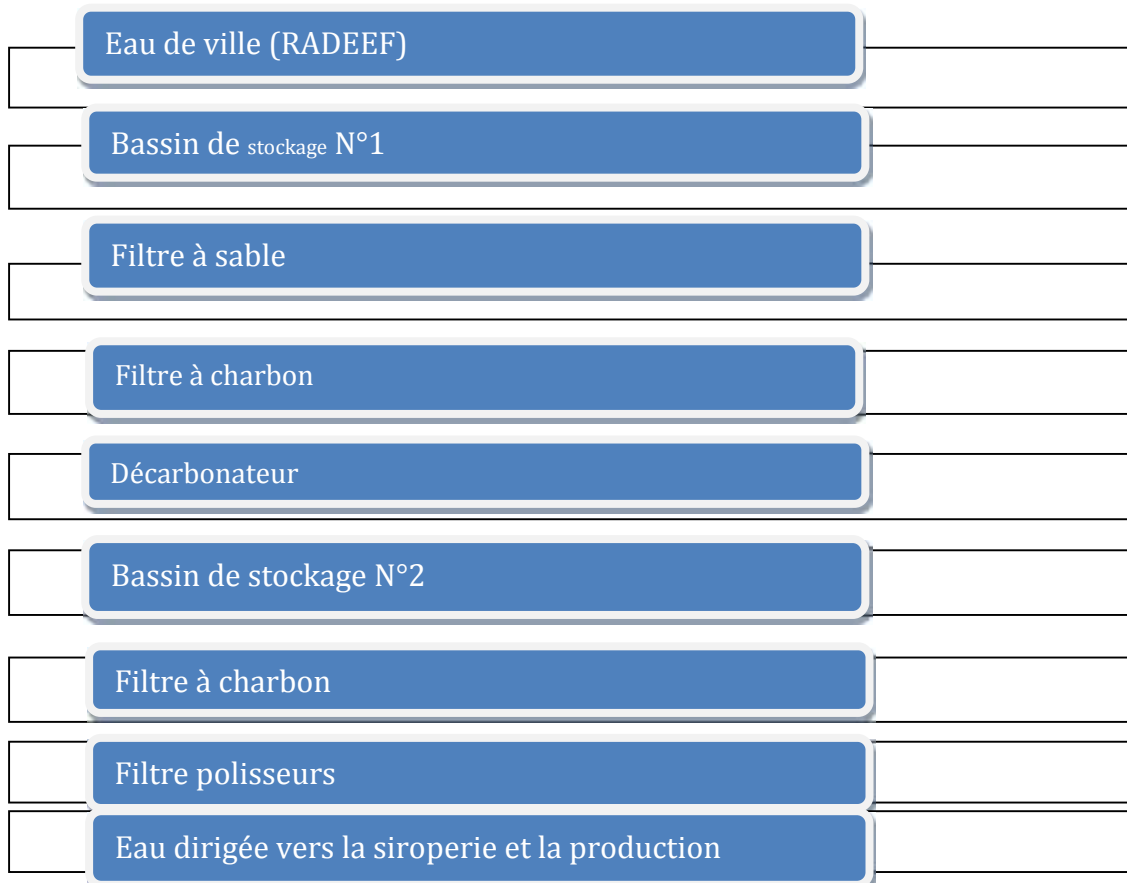 Eau de ville (RADEEF)
Bassin de stockage N°1
Filtre à sable
Filtre à charbon
Décarbonateur
Bassin de stockage N°2
Filtre à charbon
Filtre polisseurs
Eau dirigée vers la siroperie et la production